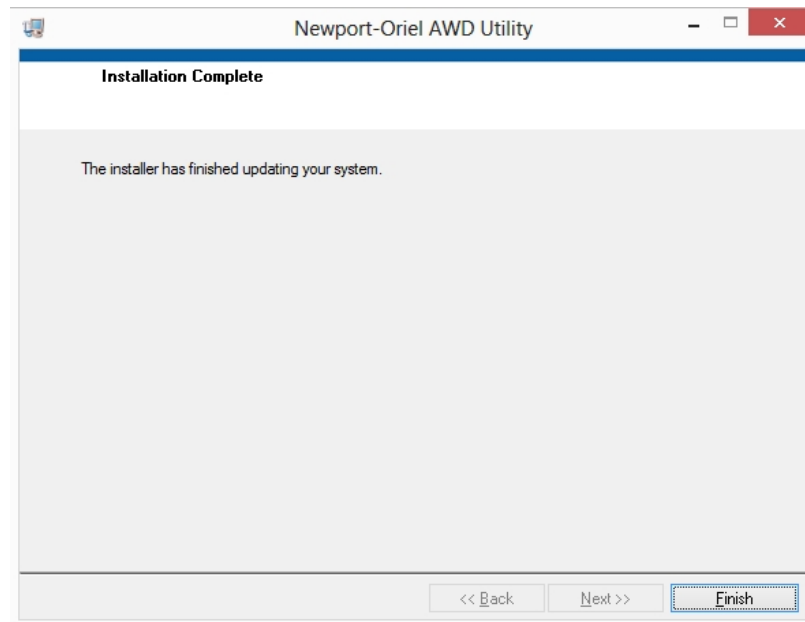 Newport-Oriel AWD Utility
Installation Complete
The installer has finished updating your system.
<< Back Next >> Finish